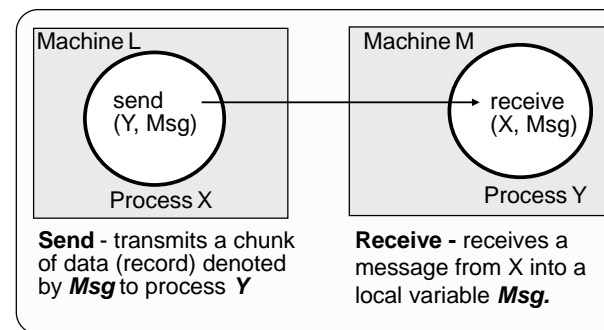 Machine L
send
(Y, Msg)
Process X
Machine M
receive
(X, Msg)
Process Y
Send - transmits a chunk
of data (record) denoted
by Msg to process Y
Receive - receives a
message from X into a
local variable Msg.